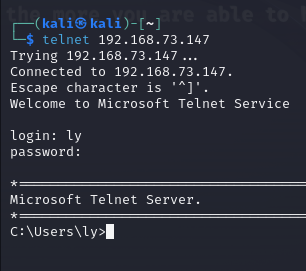 the more you are able to
┌──(kali㉿kali)-[~]
└─$ telnet 192.168.73.147
Trying 192.168.73.147...
Connected to 192.168.73.147.
Escape character is '^]'.
Welcome to Microsoft Telnet Service
login: ly
password:
*===============================================
Microsoft Telnet Server.
*===============================================
C:\Users\ly>